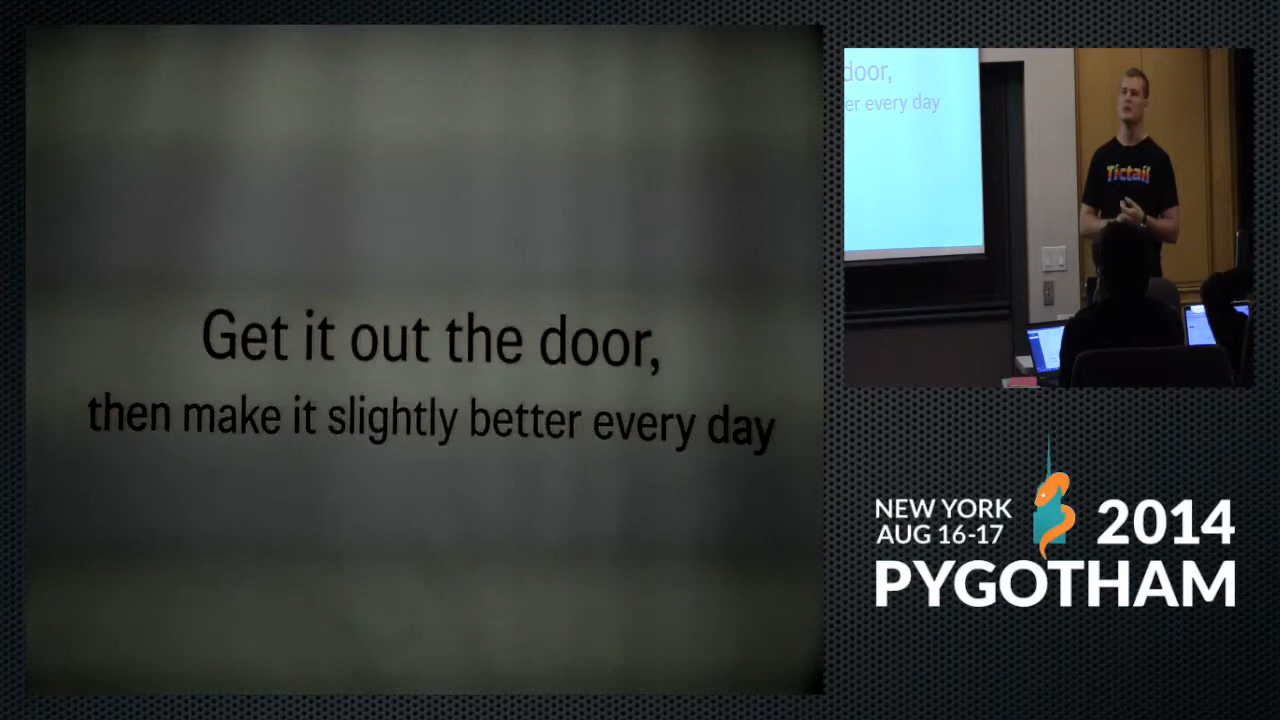 Get it out the door,
then make it slightly better every day
door,
er every day
Tictail
NEW YORK
AUG 16-17
2014
PYGOTHAM